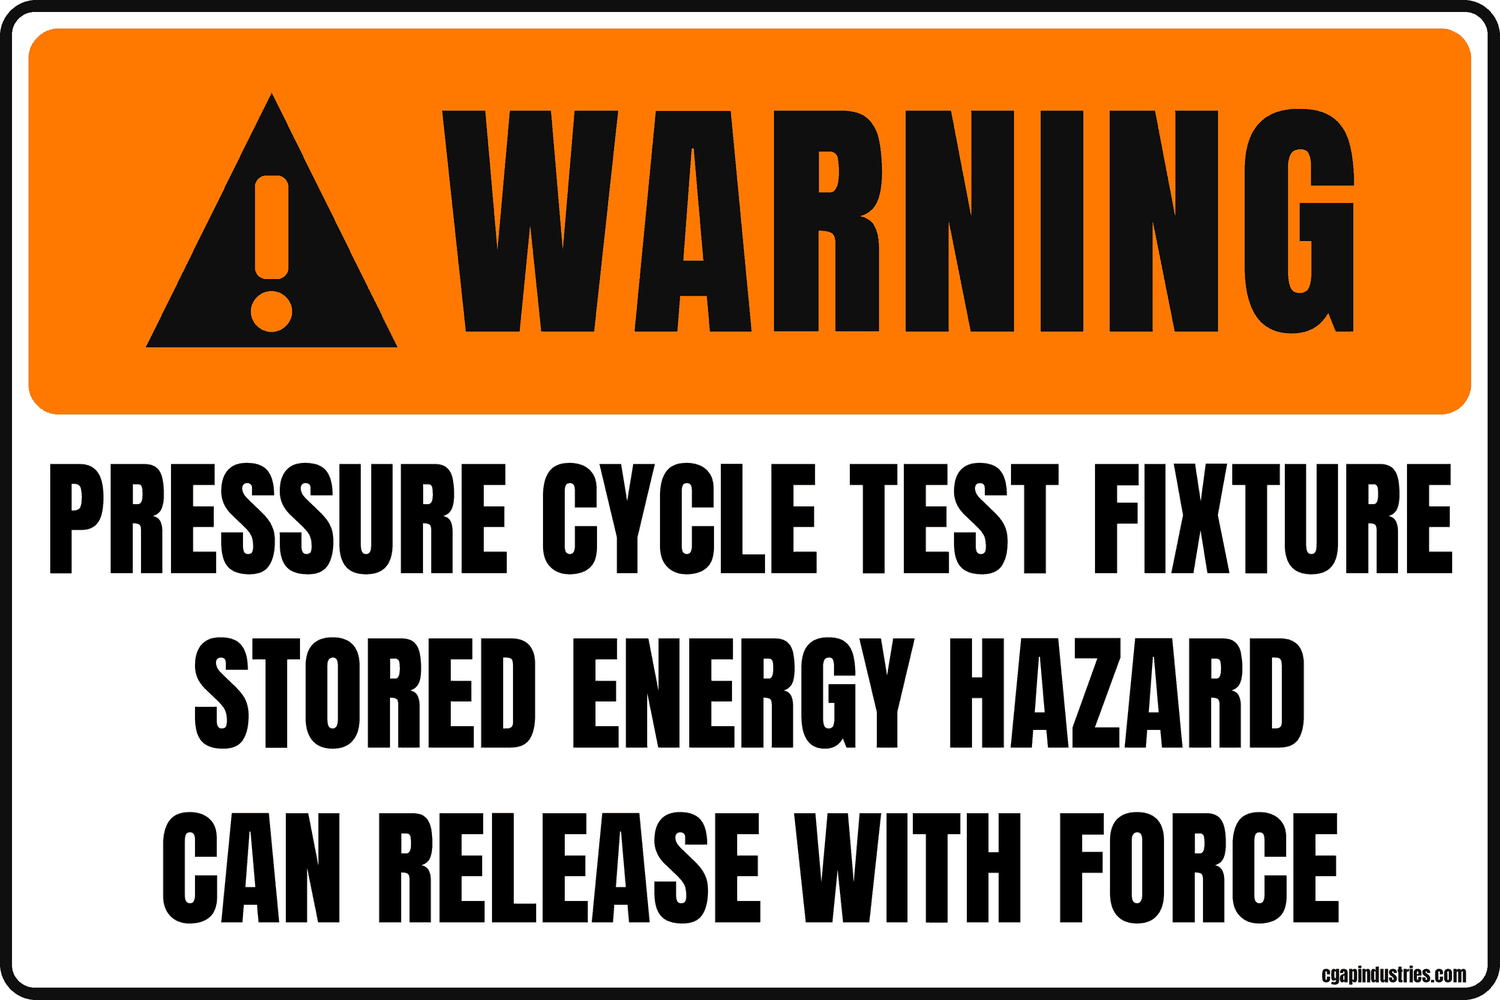 WARNING
PRESSURE CYCLE TEST FIXTURE
STORED ENERGY HAZARD
CAN RELEASE WITH FORCE
cgapindustries.com